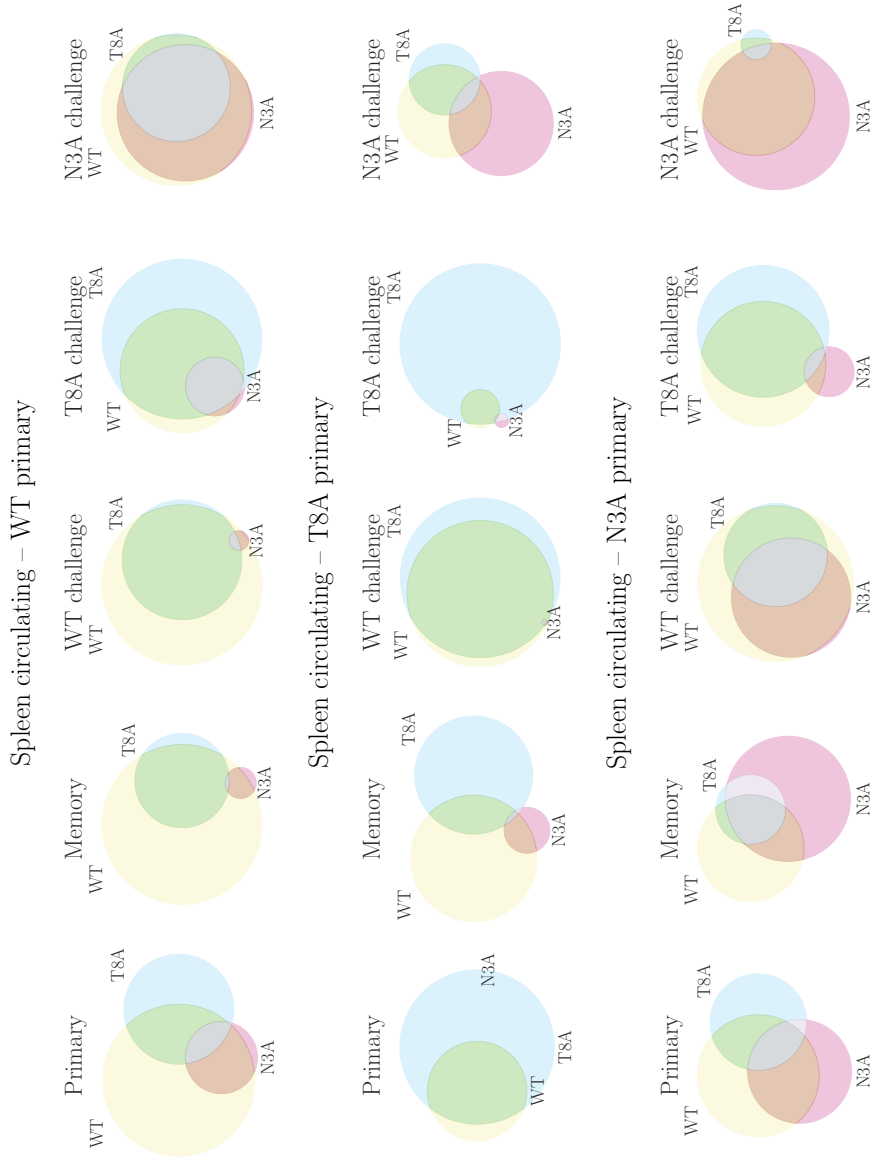 Spleen circulating – WT primary
Primary
WT
T8A
N3A
Memory
WT
T8A
N3A
WT challenge
WT
T8A
N3A
T8A challenge
T8A
WT
N3A
N3A challenge
WT
T8A
N3A
Spleen circulating – T8A primary
Primary
N3A
WT
T8A
Memory
WT
T8A
N3A
WT challenge
T8A
WT
N3A
T8A challenge
T8A
WT
N3A
N3A challenge
WT
T8A
N3A
Spleen circulating – N3A primary
Primary
WT
T8A
N3A
Memory
WT
T8A
N3A
WT challenge
WT
T8A
N3A
T8A challenge
T8A
WT
N3A
N3A challenge
WT
T8A
N3A